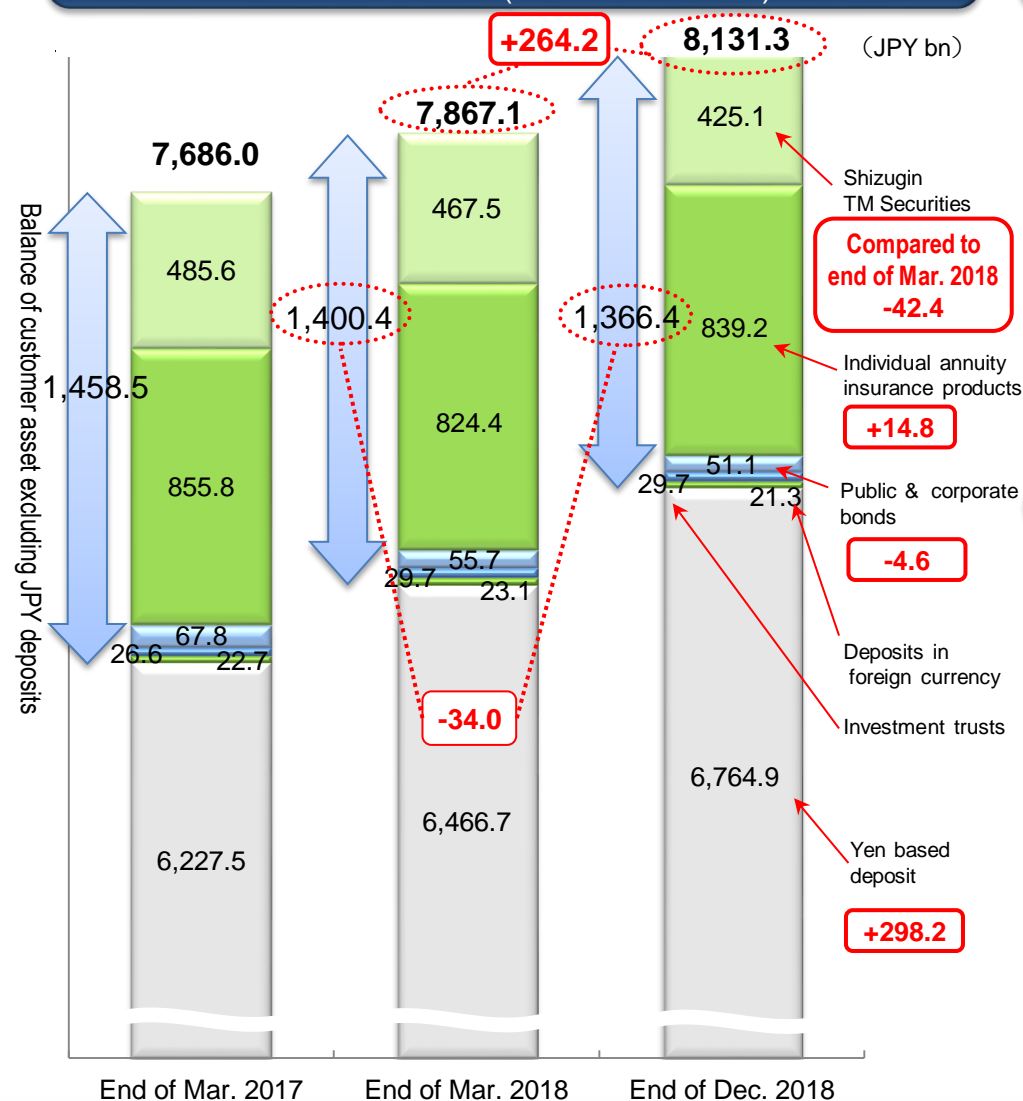 +264.2
8,131.3
（JPY bn）
7,867.1
7,686.0
425.1
467.5
485.6
Shizugin
TM Securities
Compared to
end of Mar. 2018
-42.4
Balance of customer asset excluding JPY deposits
1,458.5
1,400.4
1,366.4
839.2
824.4
855.8
Individual annuity
insurance products
+14.8
51.1
29.7
21.3
Public & corporate
bonds
-4.6
55.7
29.7
23.1
67.8
26.6
22.7
Deposits in
foreign currency
Investment trusts
-34.0
6,764.9
6,466.7
6,227.5
Yen based
deposit
+298.2
End of Mar. 2017
End of Mar. 2018
End of Dec. 2018